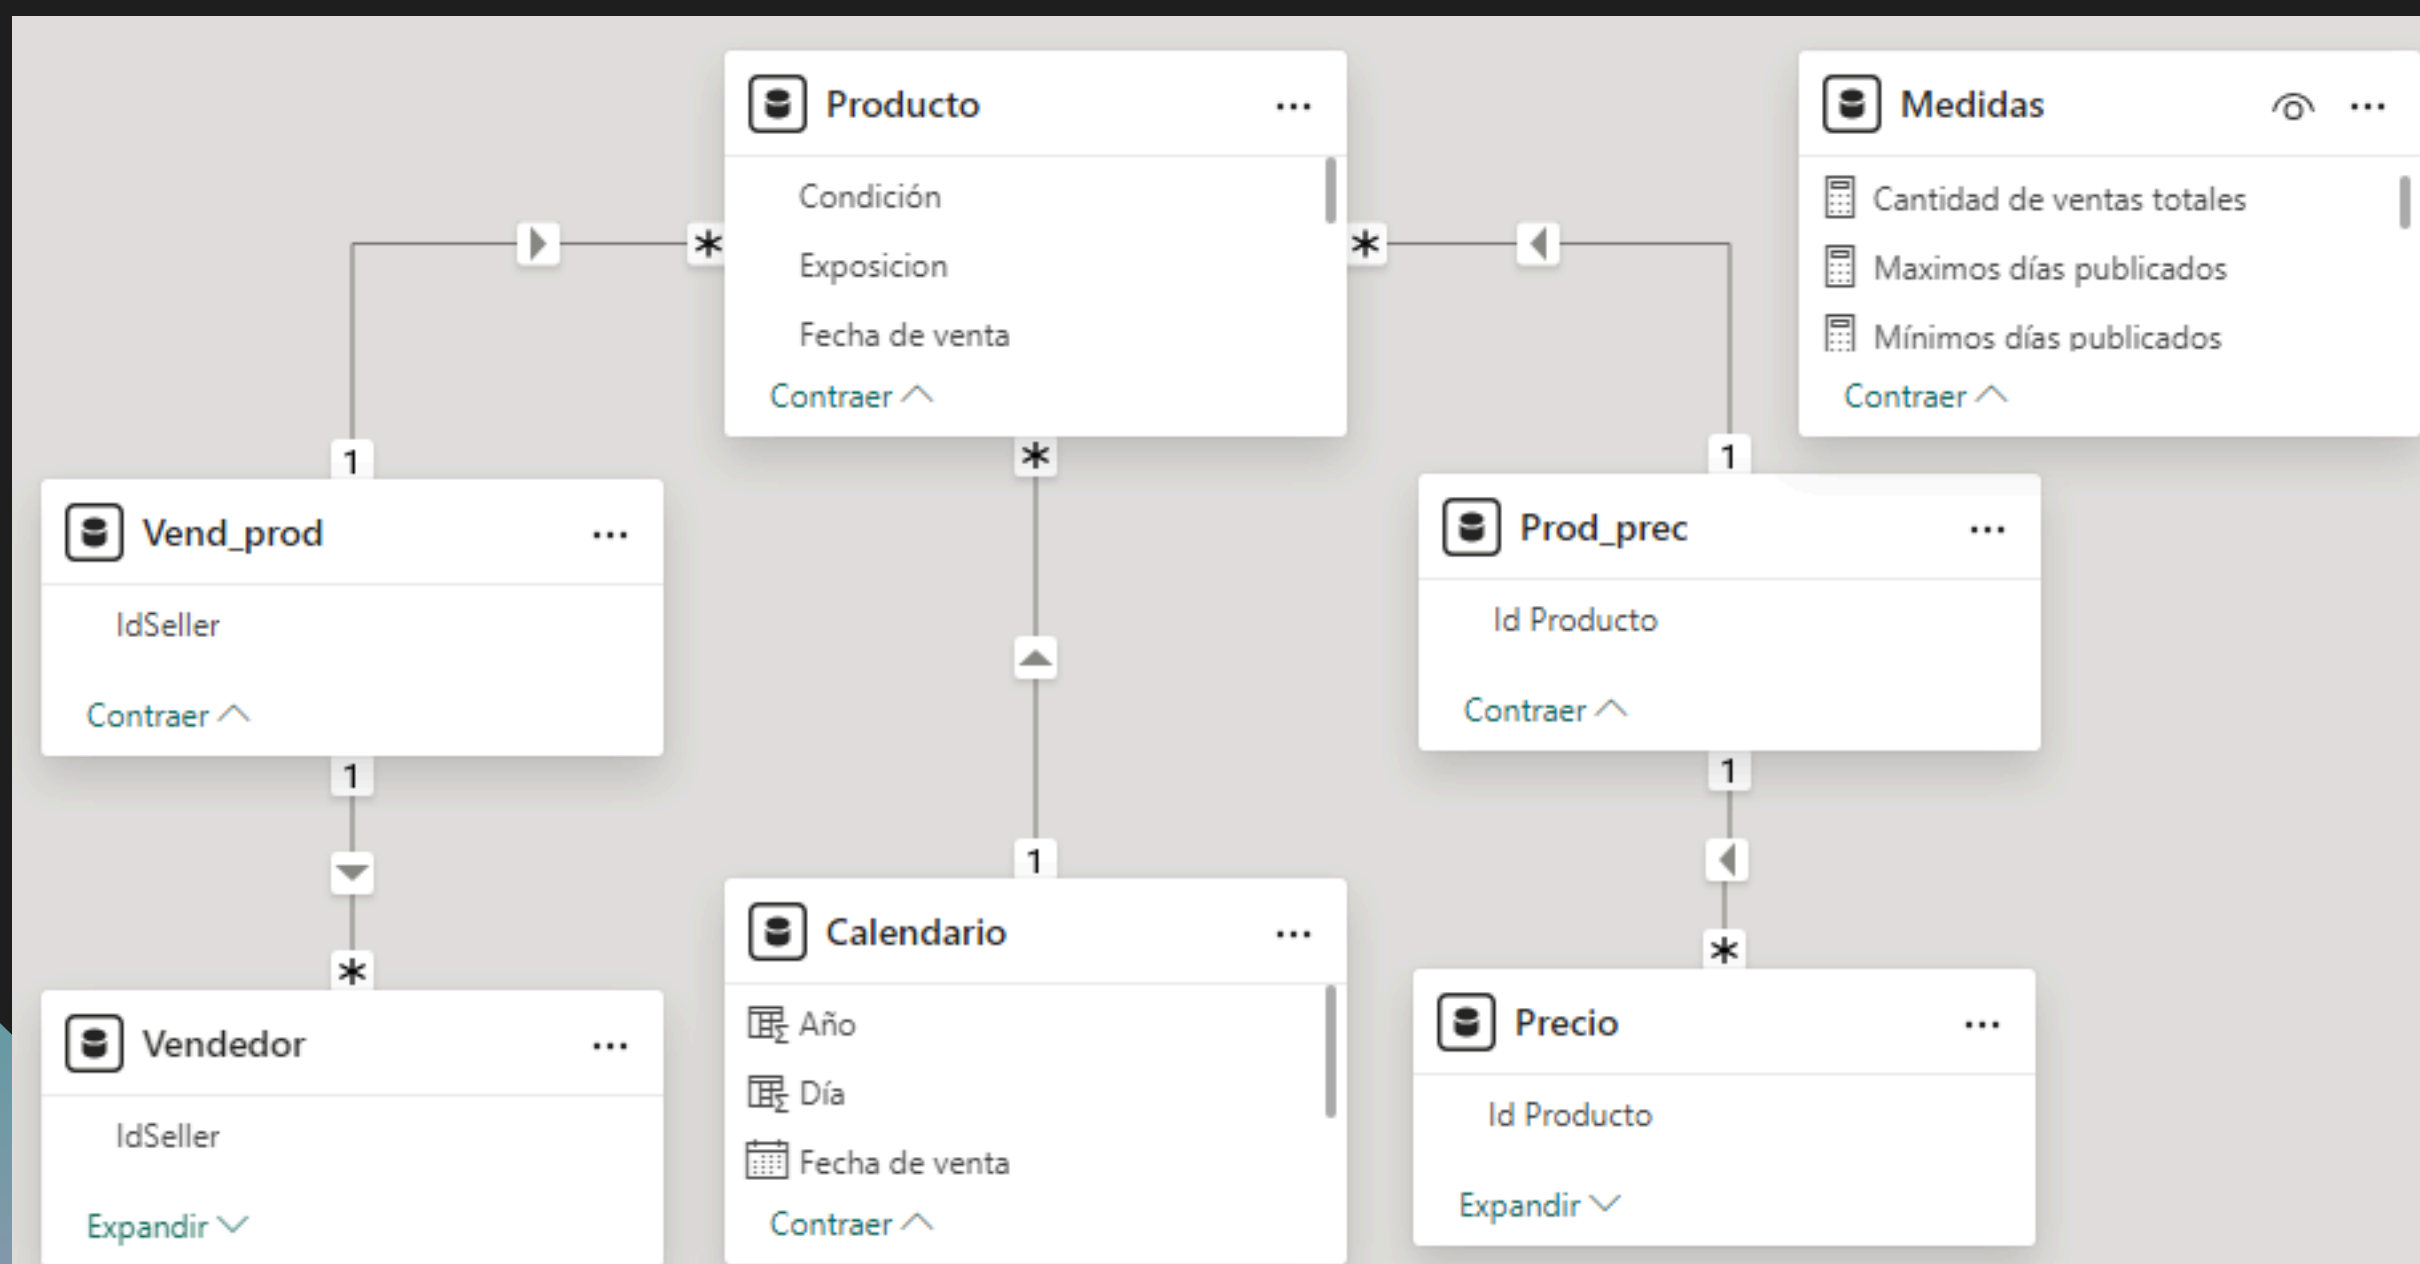 Producto
Condición
Exposicion
Fecha de venta
Contraer
Medidas
Cantidad de ventas totales
Maximos días publicados
Mínimos días publicados
Contraer
*
*
1
*
1
Vend_prod
IdSeller
Contraer
Prod_prec
Id Producto
Contraer
1
1
1
*
*
Vendedor
IdSeller
Expandir
Calendario
Año
Día
Fecha de venta
Contraer
Precio
Id Producto
Expandir